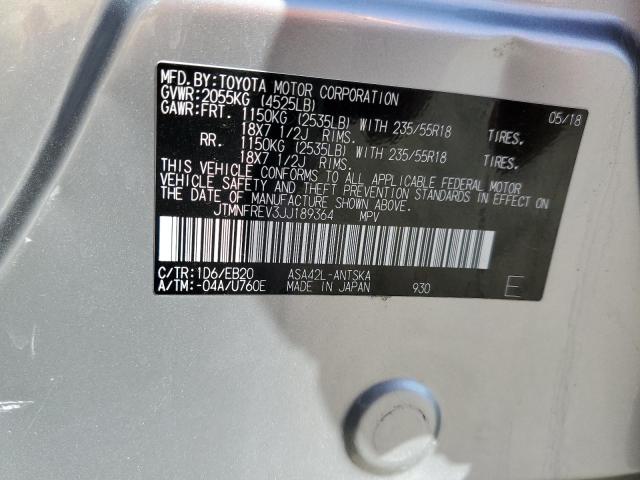 MFD.BY:TOYOTA MOTOR CORPORATION 05/18
GVWR:2055KG (4525LB)
GAWR:FRT. 1150KG (2535LB) WITH 235/55R18 TIRES.
18X7 1/2J RIMS.
RR. 1150KG (2535LB) WITH 235/55R18 TIRES.
18X7 1/2J RIMS.
THIS VEHICLE CONFORMS TO ALL APPLICABLE FEDERAL MOTOR
VEHICLE SAFETY AND THEFT PREVENTION STANDARDS IN EFFECT ON
THE DATE OF MANUFACTURE SHOWN ABOVE.
JTMNFREV3JJ189364 MPV
C/TR:1D6/EB20 ASA42L-ANTSKA
A/TM:-04A/U760E MADE IN JAPAN 930 E